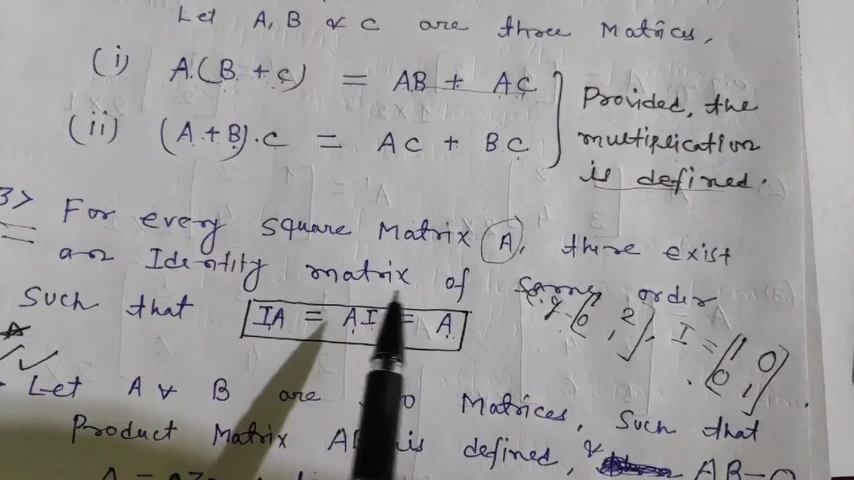 Let A, B & C are three Matrices,
(i) A.(B + C) = AB + AC
(ii) (A + B).C = AC + BC
Provided, the
multiplication
is defined.
3> For every square Matrix A, there exist
an Identity matrix of same order
Such that IA = AI = A
I = [1 0
0 1]
Let A & B are Matrices, Such that
Product Matrix is defined, &